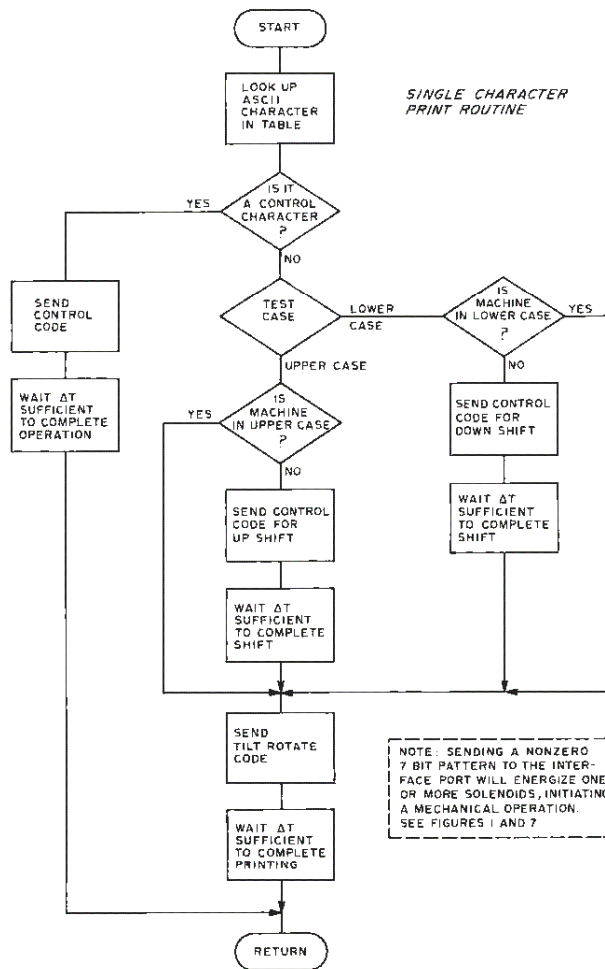 START
LOOK UP
ASCII
CHARACTER
IN TABLE
SINGLE CHARACTER
PRINT ROUTINE
YES
IS IT
A CONTROL
CHARACTER
?
NO
SEND
CONTROL
CODE
TEST
CASE
LOWER
CASE
IS
MACHINE
IN LOWER CASE
?
YES
UPPER CASE
NO
WAIT ΔT
SUFFICIENT
TO COMPLETE
OPERATION
YES
IS
MACHINE
IN UPPER CASE
?
NO
SEND CONTROL
CODE FOR
DOWN SHIFT
SEND CONTROL
CODE FOR
UP SHIFT
WAIT ΔT
SUFFICIENT
TO COMPLETE
SHIFT
WAIT ΔT
SUFFICIENT
TO COMPLETE
SHIFT
SEND
TILT ROTATE
CODE
NOTE: SENDING A NONZERO
7 BIT PATTERN TO THE INTER-
FACE PORT WILL ENERGIZE ONE
OR MORE SOLENOIDS, INITIATING
A MECHANICAL OPERATION.
SEE FIGURES 1 AND 7
WAIT ΔT
SUFFICIENT
TO COMPLETE
PRINTING
RETURN